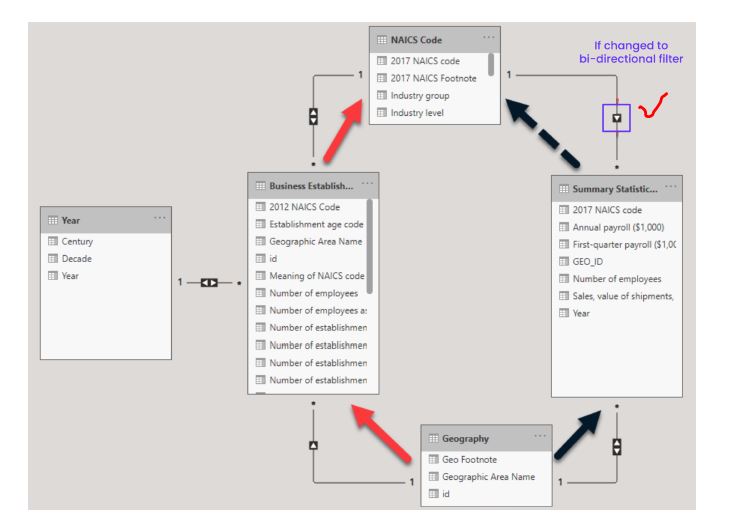 NAICS Code ...
2017 NAICS code
2017 NAICS Footnote
Industry group
Industry level
If changed to
bi-directional filter
1
1
*
*
Business Establish... ...
2012 NAICS Code
Establishment age code
Geographic Area Name
id
Meaning of NAICS code
Number of employees
Number of employees a:
Number of establishmen
Number of establishmen
Number of establishmen
Number of establishmen
Summary Statistic... ...
2017 NAICS code
Annual payroll ($1,000)
First-quarter payroll ($1,00
GEO_ID
Number of employees
Sales, value of shipments,
Year
Year ...
Century
Decade
Year
1
*
*
*
Geography ...
Geo Footnote
Geographic Area Name
id
1
1